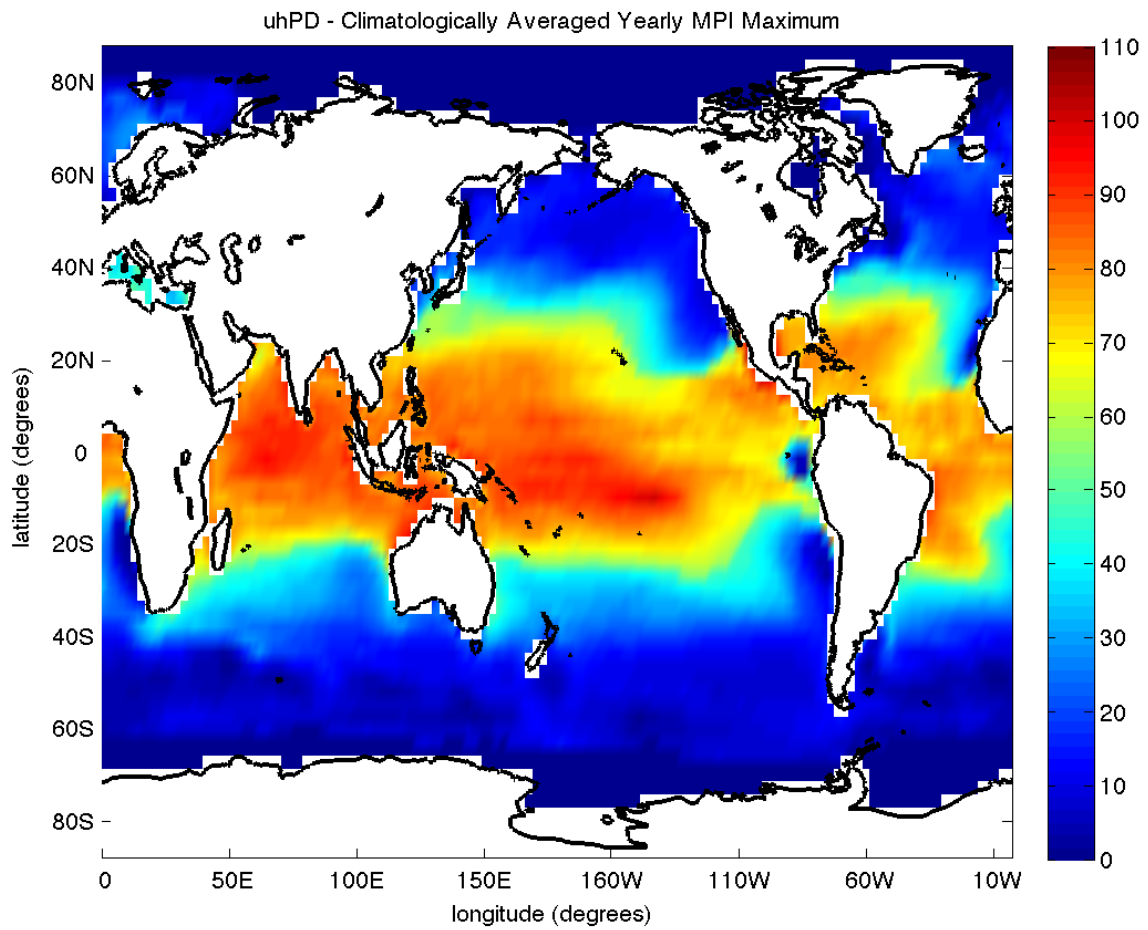 uhPD - Climatologically Averaged Yearly MPI Maximum
80N
60N
40N
20N
0
20S
40S
60S
80S
latitude (degrees)
0 50E 100E 150E 160W 110W 60W 10W
longitude (degrees)
110
100
90
80
70
60
50
40
30
20
10
0